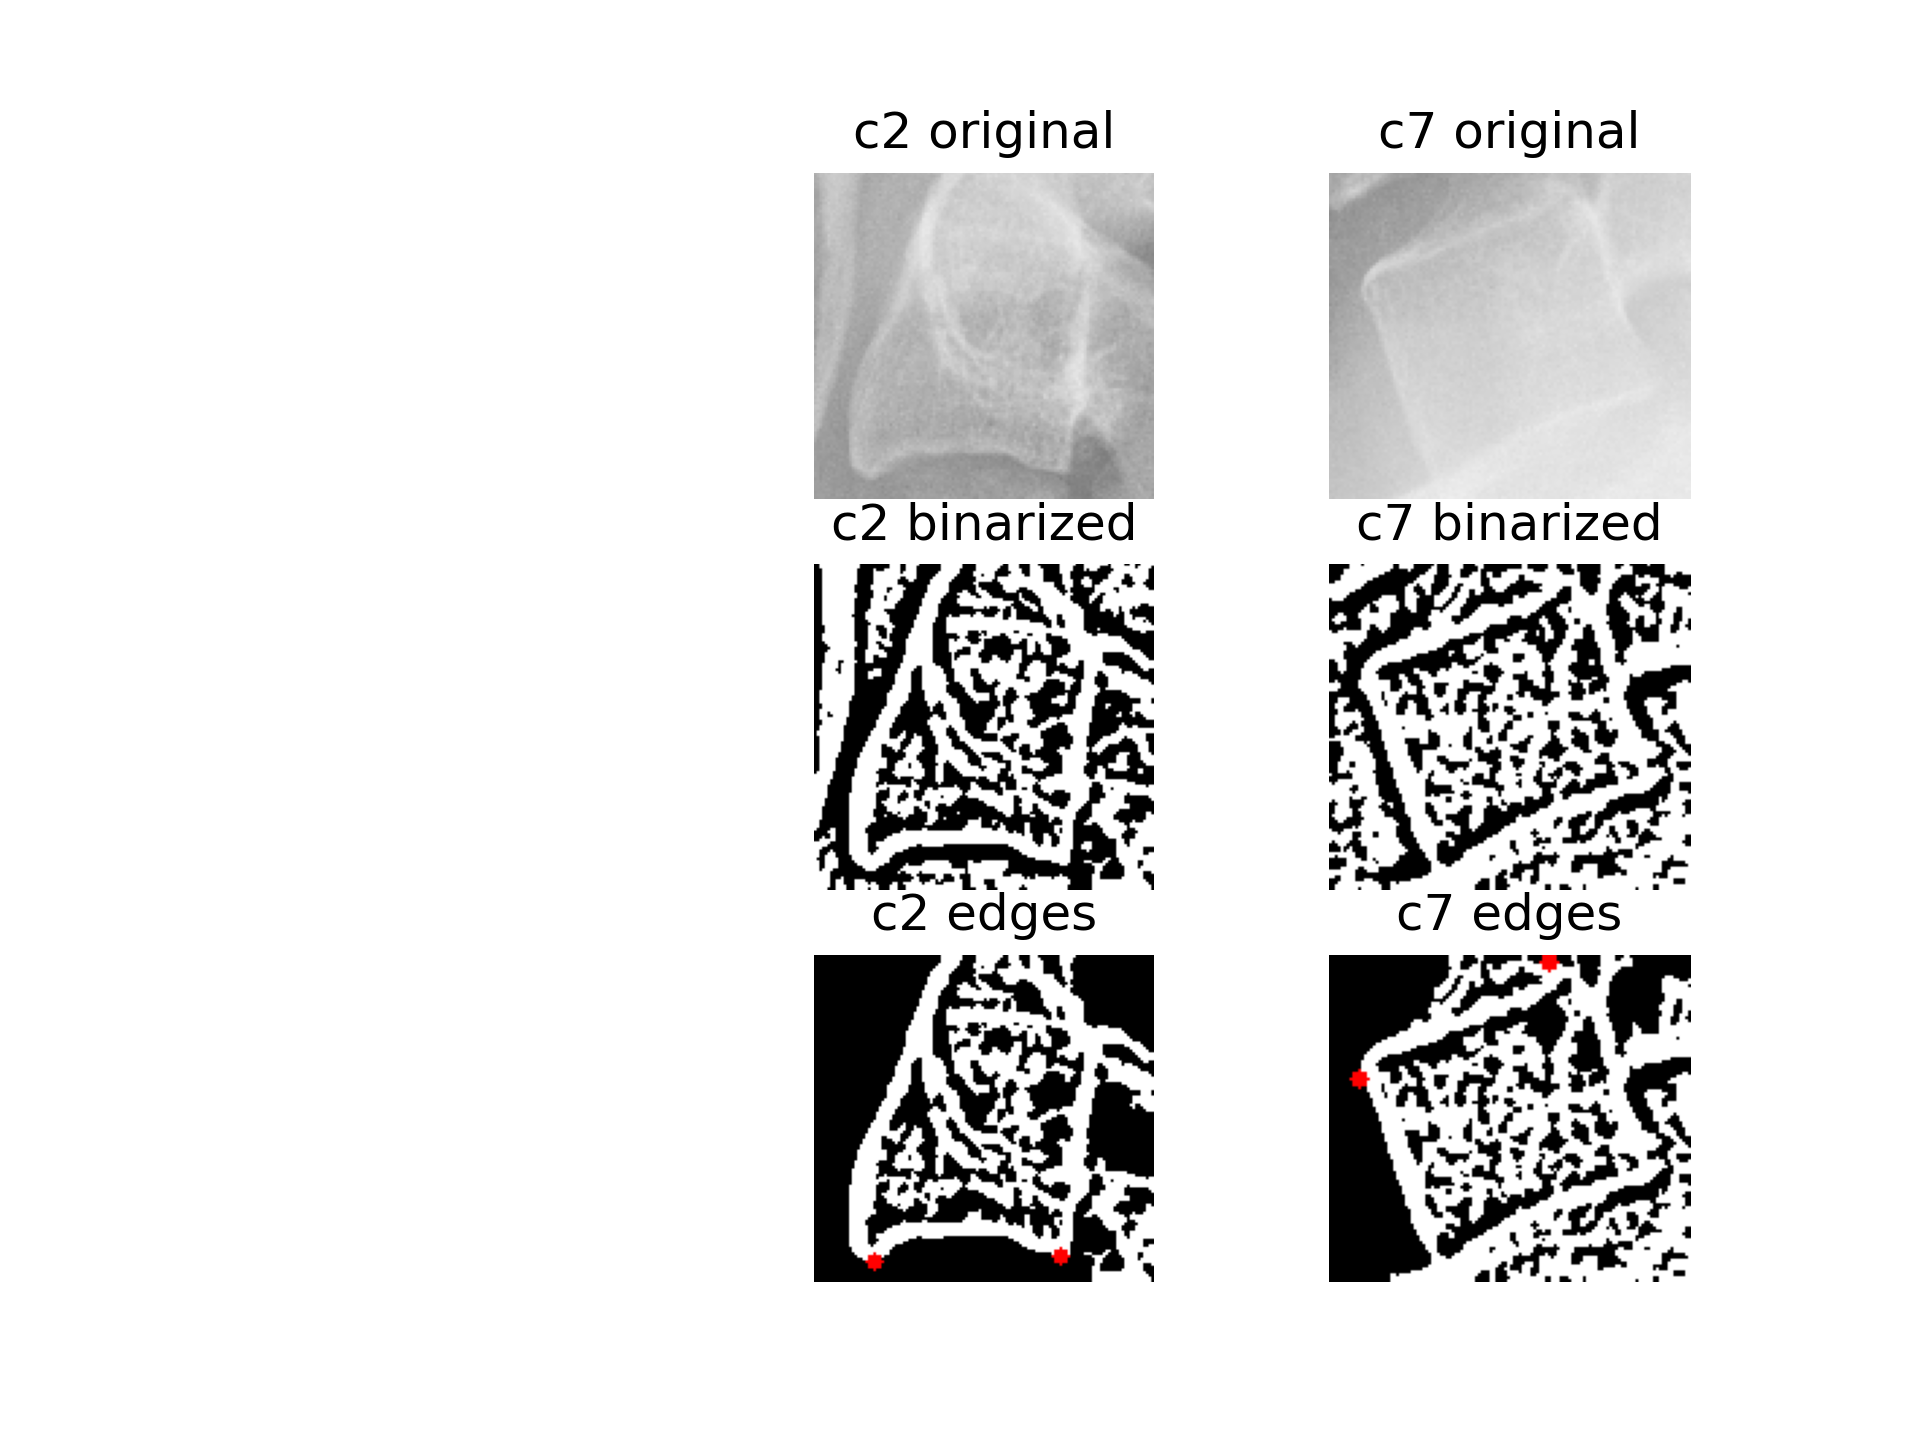 c2 original
c7 original
c2 binarized
c7 binarized
c2 edges
c7 edges